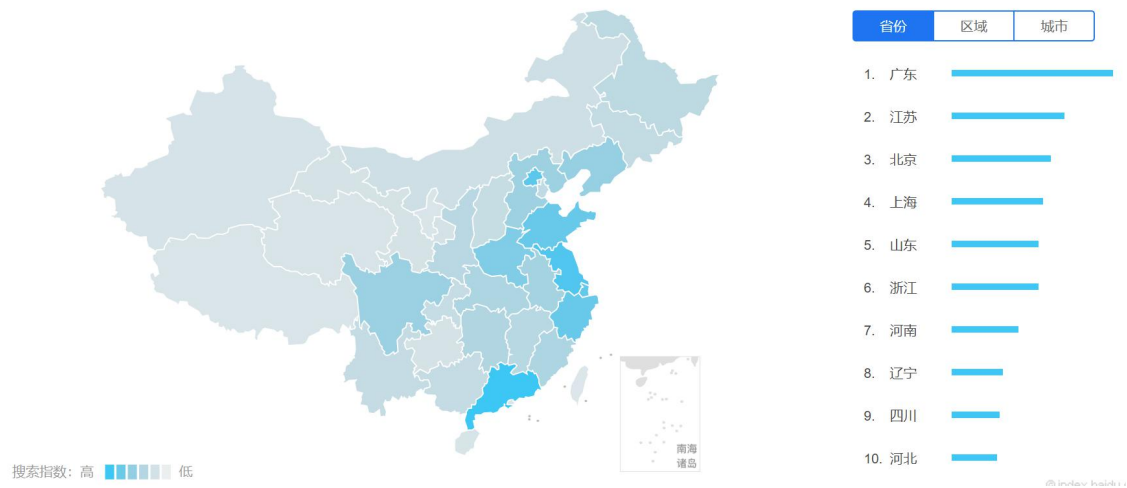 省份 区域 城市
1. 广东
2. 江苏
3. 北京
4. 上海
5. 山东
6. 浙江
7. 河南
8. 辽宁
9. 四川
10. 河北
南海
诸岛
搜索指数：高 低
@index.baidu.